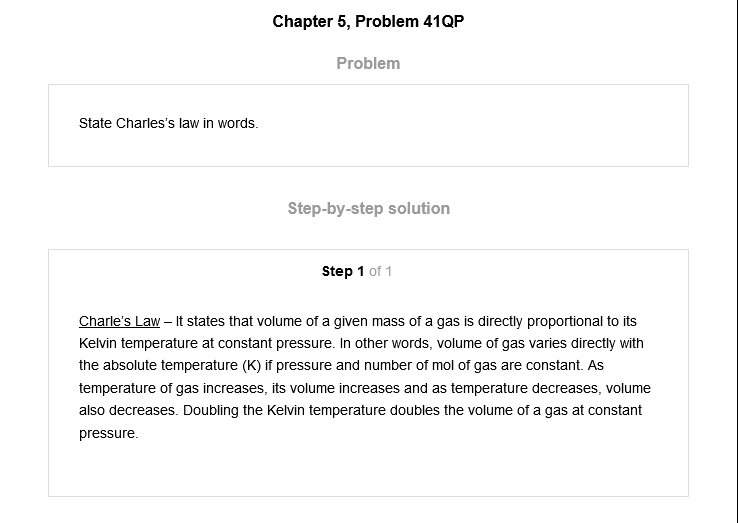 Chapter 5, Problem 41QP
Problem
State Charles's law in words.
Step-by-step solution
Step 1 of 1
Charle's Law – It states that volume of a given mass of a gas is directly proportional to its
Kelvin temperature at constant pressure. In other words, volume of gas varies directly with
the absolute temperature (K) if pressure and number of mol of gas are constant. As
temperature of gas increases, its volume increases and as temperature decreases, volume
also decreases. Doubling the Kelvin temperature doubles the volume of a gas at constant
pressure.